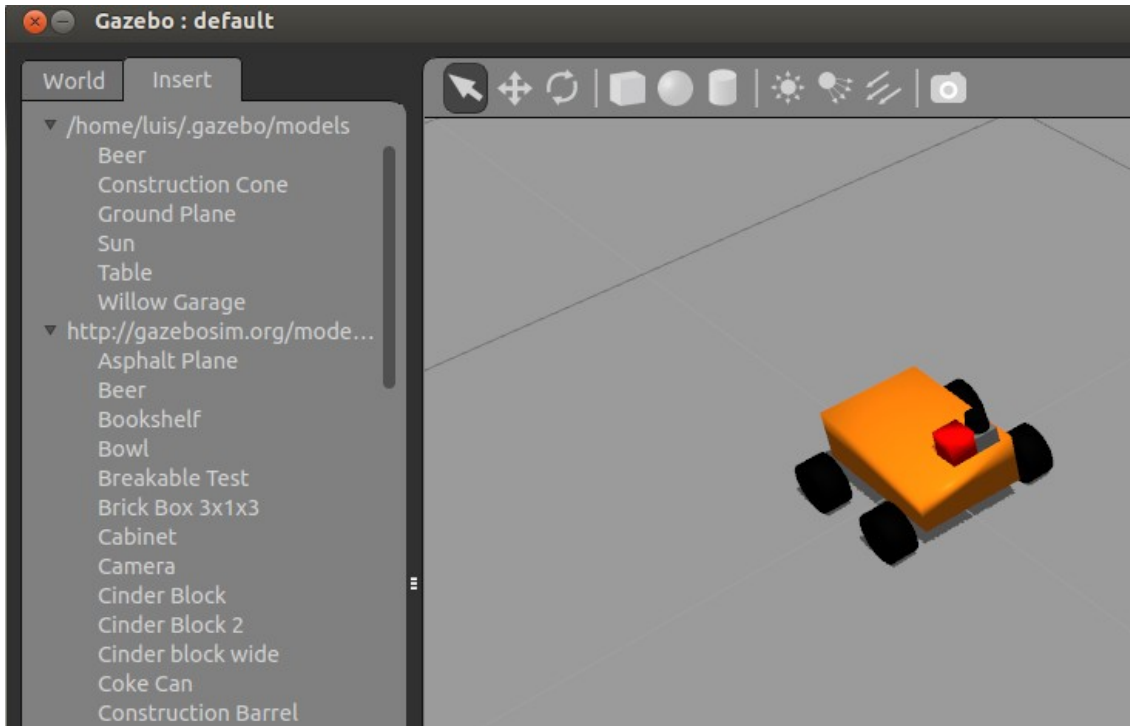 Gazebo : default
World Insert
/home/luis/.gazebo/models
Beer
Construction Cone
Ground Plane
Sun
Table
Willow Garage
http://gazebosim.org/mode...
Asphalt Plane
Beer
Bookshelf
Bowl
Breakable Test
Brick Box 3x1x3
Cabinet
Camera
Cinder Block
Cinder Block 2
Cinder block wide
Coke Can
Construction Barrel